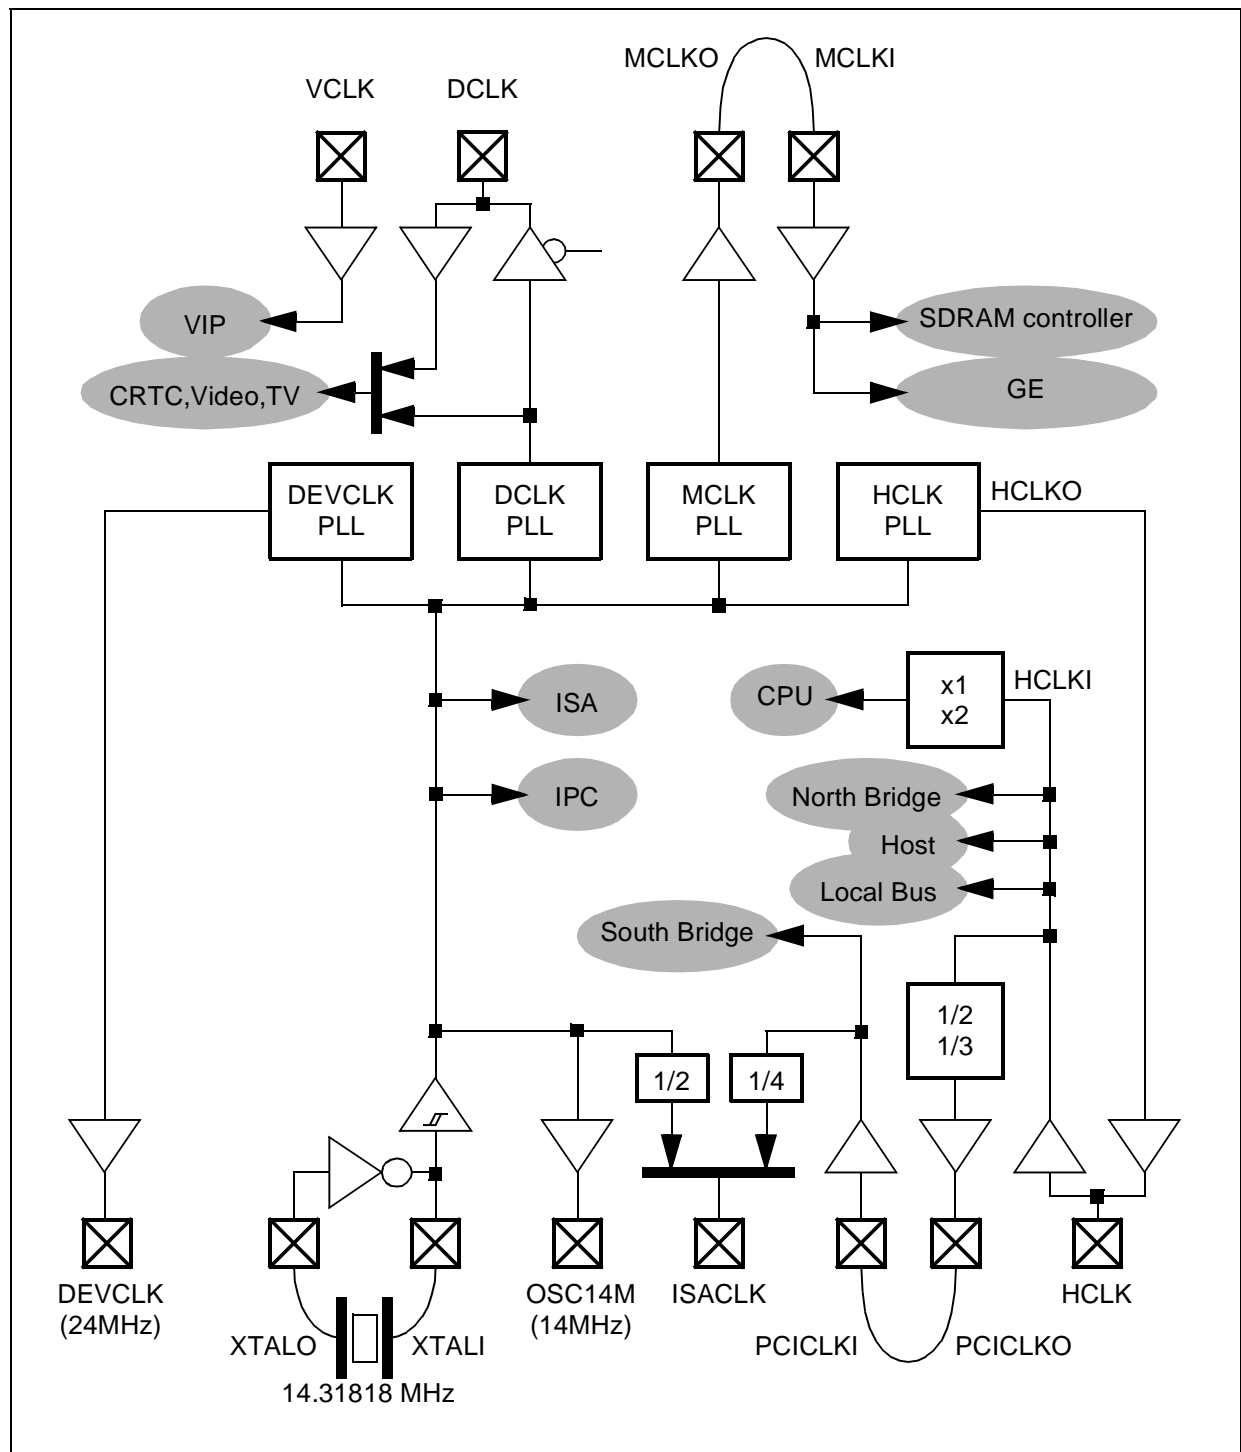 MCLKO
MCLKI
VCLK
DCLK
VIP
SDRAM controller
CRTC,Video,TV
GE
DEVCLK
PLL
DCLK
PLL
MCLK
PLL
HCLK
PLL
HCLKO
ISA
CPU
x1
x2
HCLKI
IPC
North Bridge
Host
Local Bus
South Bridge
1/2
1/3
1/2
1/4
DEVCLK
(24MHz)
XTALO
XTALI
14.31818 MHz
OSC14M
(14MHz)
ISACLK
PCICLKI
PCICLKO
HCLK